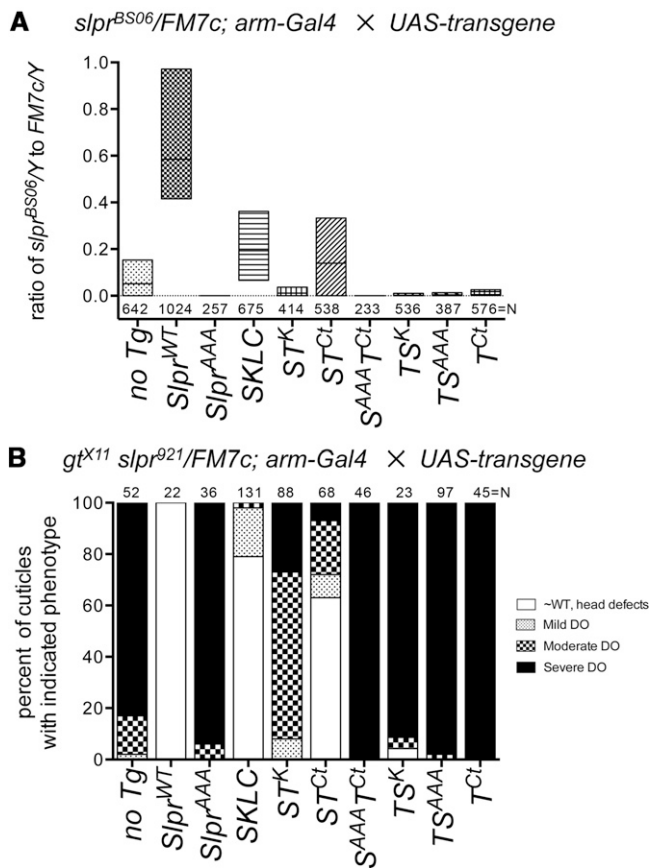 A slpr^BS06/FM7c; arm-Gal4 × UAS-transgene
ratio of slpr^BS06/Y to FM7c/Y
1.0
0.8
0.6
0.4
0.2
0.0
642 1024 257 675 414 538 233 536 387 576=N
no Tg Slpr^WT Slpr^AAA SKLC ST^K ST^Ct S^AAAT^Ct TS^K TS^AAA T^Ct
B gt^X11 slpr^921/FM7c; arm-Gal4 × UAS-transgene
percent of cuticles
with indicated phenotype
52 22 36 131 88 68 46 23 97 45=N
100
80
60
40
20
0
~WT, head defects
Mild DO
Moderate DO
Severe DO
no Tg Slpr^WT Slpr^AAA SKLC ST^K ST^Ct S^AAAT^Ct TS^K TS^AAA T^Ct